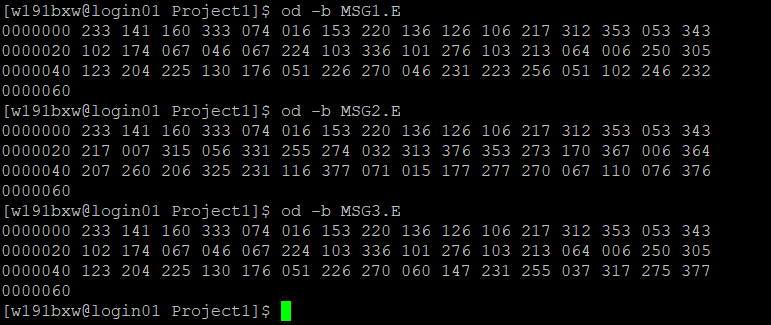 [w191bxw@login01 Project1]$ od -b MSG1.E
0000000 233 141 160 333 074 016 153 220 136 126 106 217 312 353 053 343
0000020 102 174 067 046 067 224 103 336 101 276 103 213 064 006 250 305
0000040 123 204 225 130 176 051 226 270 046 231 223 256 051 102 246 232
0000060
[w191bxw@login01 Project1]$ od -b MSG2.E
0000000 233 141 160 333 074 016 153 220 136 126 106 217 312 353 053 343
0000020 217 007 315 056 331 255 274 032 313 376 353 273 170 367 006 364
0000040 207 260 206 325 231 116 377 071 015 177 277 270 067 110 076 376
0000060
[w191bxw@login01 Project1]$ od -b MSG3.E
0000000 233 141 160 333 074 016 153 220 136 126 106 217 312 353 053 343
0000020 102 174 067 046 067 224 103 336 101 276 103 213 064 006 250 305
0000040 123 204 225 130 176 051 226 270 060 147 231 255 037 317 275 377
0000060
[w191bxw@login01 Project1]$